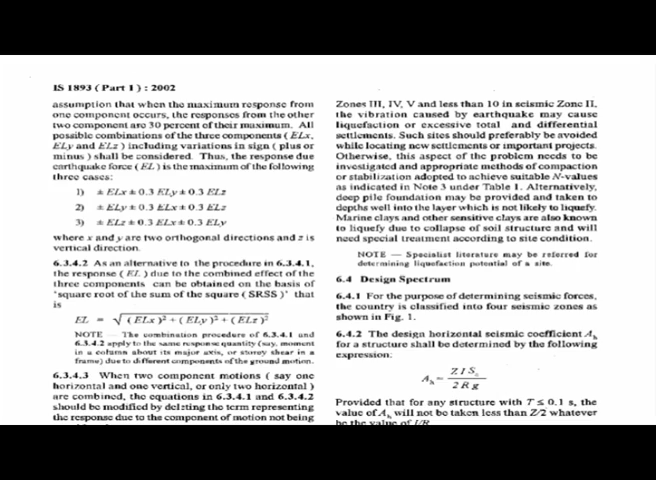 IS 1893 ( Part 1 ) : 2002
assumption that when the maximum response from
one component occurs, the responses from the other
two component are 30 percent of their maximum. All
possible combinations of the three components ( ELx,
ELy and ELz ) including variations in sign ( plus or
minus ) shall be considered. Thus, the response due
earthquake force ( EL ) is the maximum of the following
three cases:
1) ± ELx ± 0.3 ELy ± 0.3 ELz
2) ± ELy ± 0.3 ELx ± 0.3 ELz
3) ± ELz ± 0.3 ELx ± 0.3 ELy
where x and y are two orthogonal directions and z is
vertical direction.
6.3.4.2 As an alternative to the procedure in 6.3.4.1,
the response ( EL ) due to the combined effect of the
three components can be obtained on the basis of
'square root of the sum of the square ( SRSS )' that
is
EL = √( ELx )² + ( ELy )² + ( ELz )²
NOTE — The combination procedure of 6.3.4.1 and
6.3.4.2 apply to the same response quantity (say, moment
in a column about its major axis, or storey shear in a
frame) due to different components of the ground motion.
6.3.4.3 When two component motions ( say one
horizontal and one vertical, or only two horizontal )
are combined, the equations in 6.3.4.1 and 6.3.4.2
should be modified by deleting the term representing
the response due to the component of motion not being
Zones III, IV, V and less than 10 in seismic Zone II,
the vibration caused by earthquake may cause
liquefaction or excessive total and differential
settlements. Such sites should preferably be avoided
while locating new settlements or important projects.
Otherwise, this aspect of the problem needs to be
investigated and appropriate methods of compaction
or stabilization adopted to achieve suitable N-values
as indicated in Note 3 under Table 1. Alternatively,
deep pile foundation may be provided and taken to
depths well into the layer which is not likely to liquefy.
Marine clays and other sensitive clays are also known
to liquefy due to collapse of soil structure and will
need special treatment according to site condition.
NOTE — Specialist literature may be referred for
determining liquefaction potential of a site.
6.4 Design Spectrum
6.4.1 For the purpose of determining seismic forces,
the country is classified into four seismic zones as
shown in Fig. 1.
6.4.2 The design horizontal seismic coefficient Aₕ
for a structure shall be determined by the following
expression:
Aₕ = Z I Sₐ / 2 R g
Provided that for any structure with T ≤ 0.1 s, the
value of Aₕ will not be taken less than Z/2 whatever
be the value of I/R